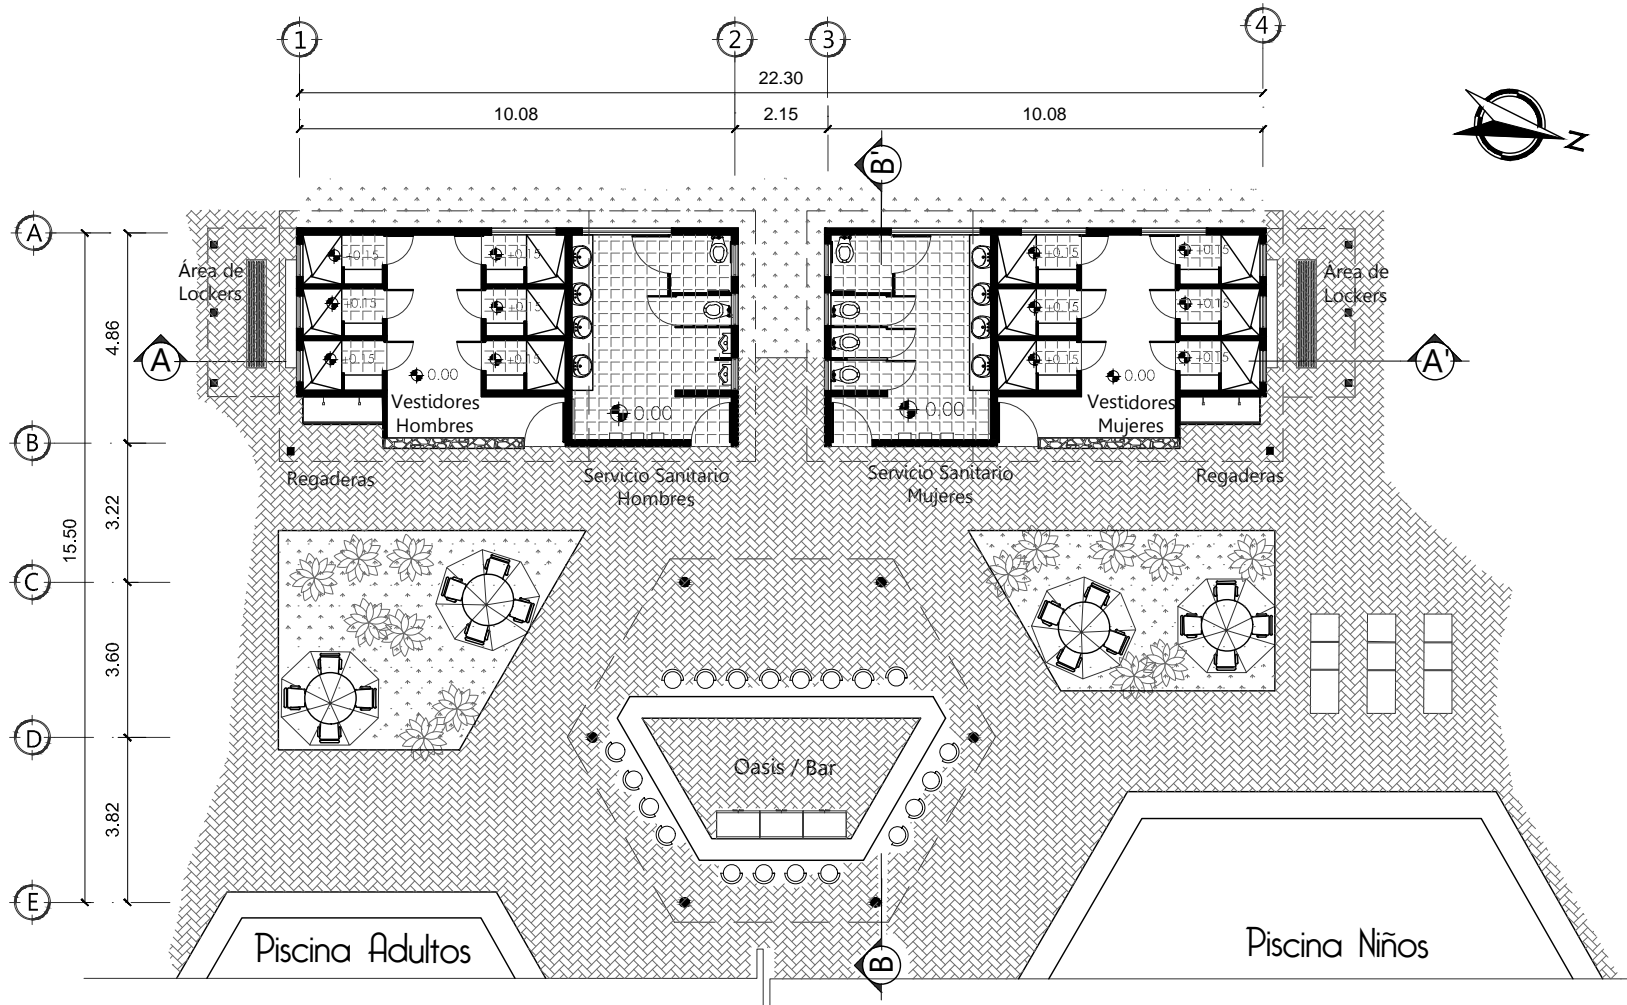 1
2
3
4
22.30
10.08
2.15
10.08
B'
N
A
+0.15
+0.15
+0.15
+0.15
Área de
Lockers
+0.15
+0.15
+0.15
+0.15
Área de
Lockers
4.86
A
+0.15
+0.15
0.00
+0.15
+0.15
0.00
A'
Vestidores
Hombres
0.00
0.00
Vestidores
Mujeres
B
Regaderas
Servicio Sanitario
Hombres
Servicio Sanitario
Mujeres
Regaderas
3.22
15.50
C
3.60
D
Oasis / Bar
3.82
E
Piscina Adultos
B
Piscina Niños